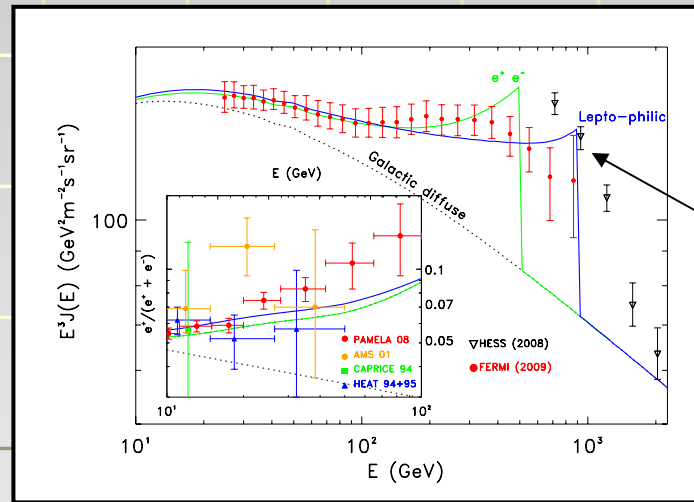 e⁺ e⁻
Lepto-philic
E (GeV)
Galactic diffuse
100
E³J(E) (GeV²m⁻²s⁻¹sr⁻¹)
e⁺/(e⁺ + e⁻)
0.1
0.07
0.05
PAMELA 08
AMS 01
CAPRICE 94
HEAT 94+95
HESS (2008)
FERMI (2009)
10¹
10²
10¹
10²
10³
E (GeV)